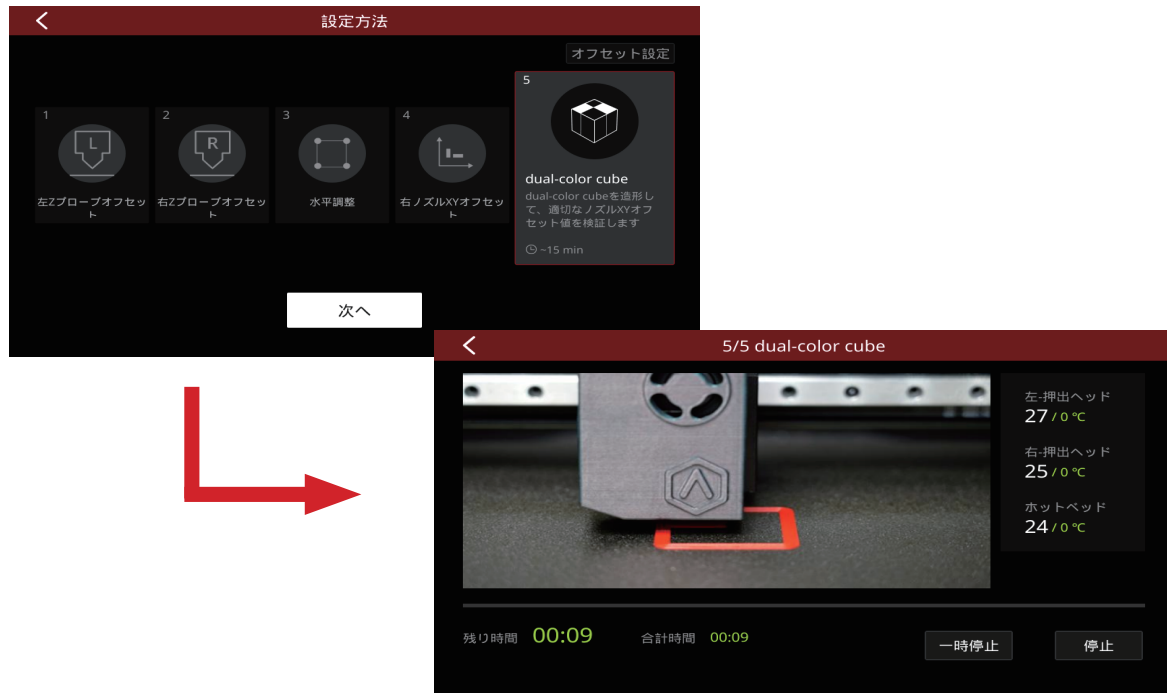 設定方法
オフセット設定
1
左Zプローブオフセッ
ト
2
右Zプローブオフセッ
ト
3
水平調整
4
右ノズルXYオフセッ
ト
5
dual-color cube
dual-color cubeを造形し
て、適切なノズルXYオフ
セット値を検証します
~15 min
L
R
次へ
5/5 dual-color cube
左-押出ヘッド
27 / 0 ℃
右-押出ヘッド
25 / 0 ℃
ホットベッド
24 / 0 ℃
残り時間 00:09 合計時間 00:09
一時停止 停止